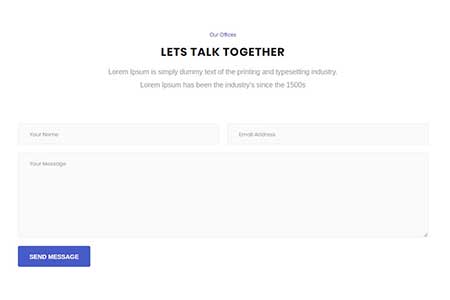 Our Offices
LETS TALK TOGETHER
Lorem Ipsum is simply dummy text of the printing and typesetting industry.
Lorem Ipsum has been the industry's since the 1500s
Your Name
Email Address
Your Message
SEND MESSAGE